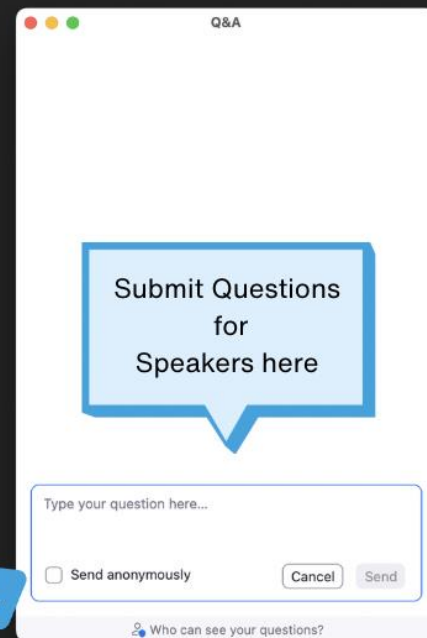 Q&A
Submit Questions
for
Speakers here
Type your question here...
Send anonymously
Cancel
Send
Who can see your questions?